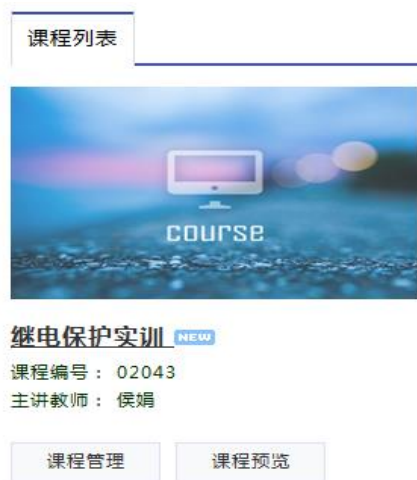 课程列表
course
继电保护实训 NEW
课程编号： 02043
主讲教师： 侯娟
课程管理 课程预览